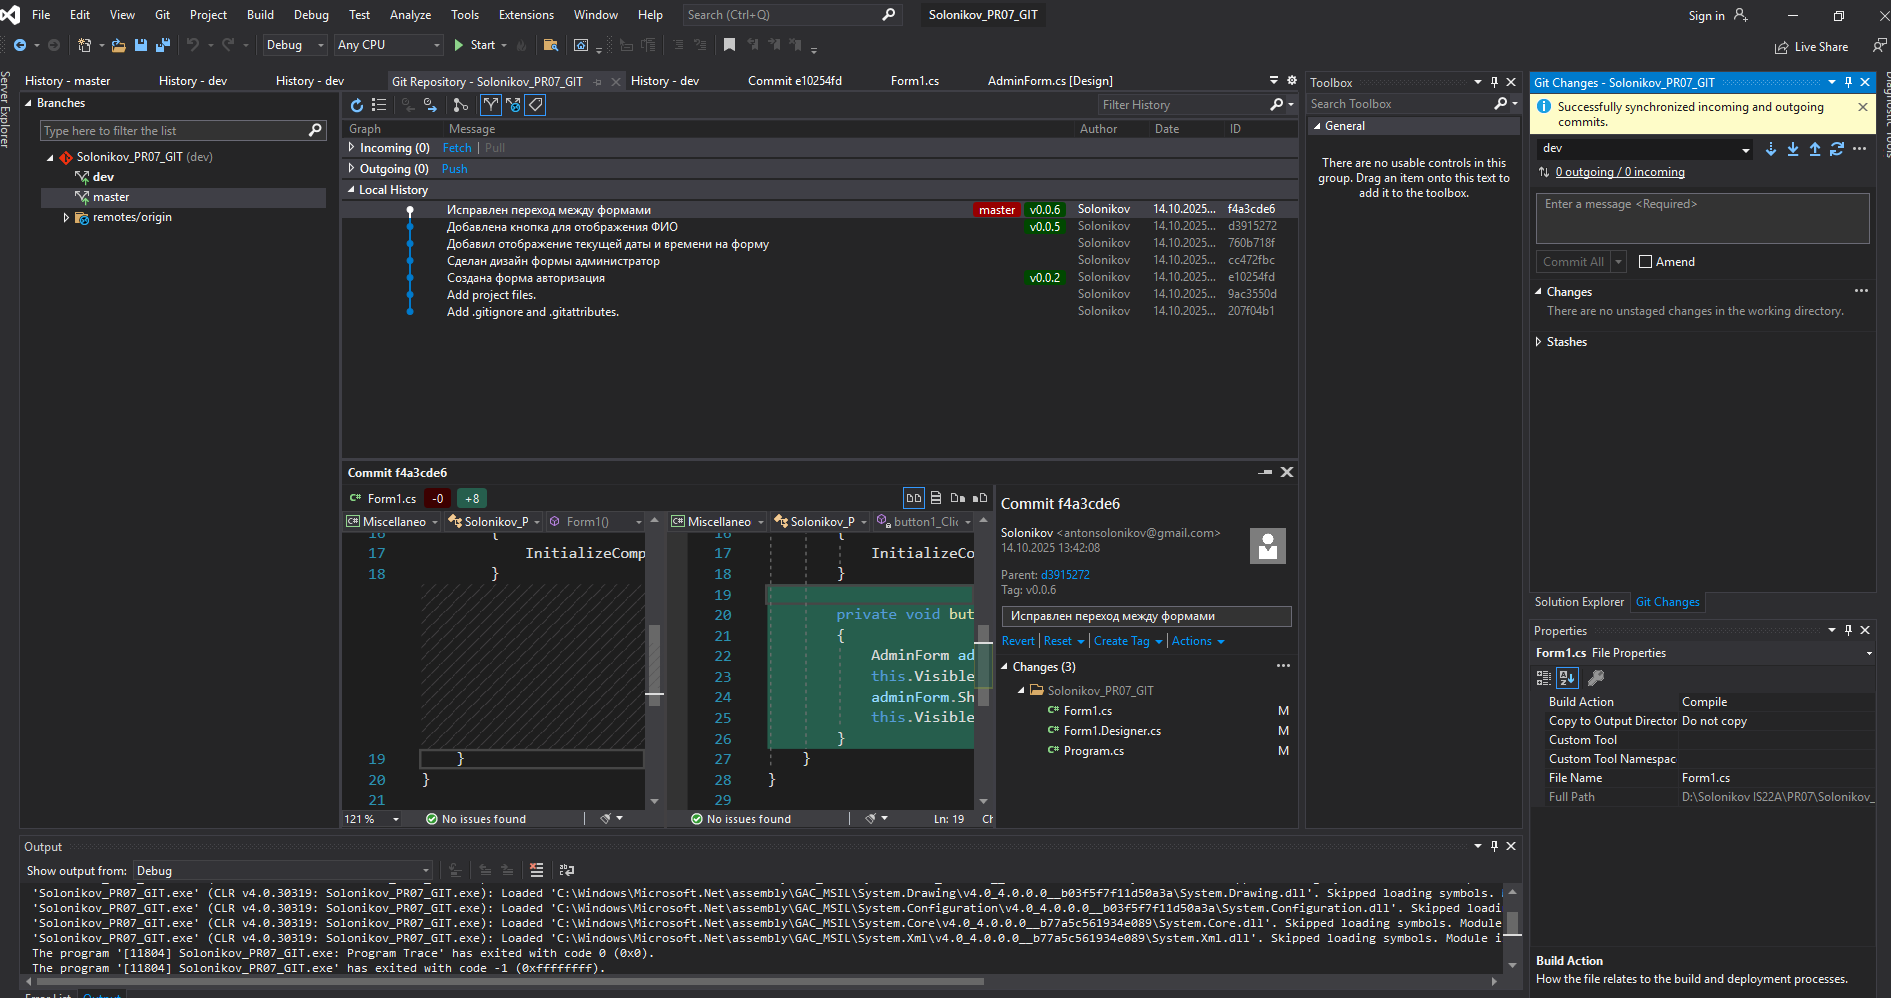 File Edit View Git Project Build Debug Test Analyze Tools Extensions Window Help Search (Ctrl+Q) Solonikov_PR07_GIT Sign in
Debug Any CPU Start Live Share
Server Explorer
History - master History - dev History - dev Git Repository - Solonikov_PR07_GIT History - dev Commit e10254fd Form1.cs AdminForm.cs [Design]
Branches
Type here to filter the list
Solonikov_PR07_GIT (dev)
dev
master
remotes/origin
Filter History
Graph Message Author Date ID
Incoming (0) Fetch | Pull
Outgoing (0) Push
Local History
Исправлен переход между формами master v0.0.6 Solonikov 14.10.2025... f4a3cde6
Добавлена кнопка для отображения ФИО v0.0.5 Solonikov 14.10.2025... d3915272
Добавил отображение текущей даты и времени на форму Solonikov 14.10.2025... 760b718f
Сделан дизайн формы администратор Solonikov 14.10.2025... cc472fbc
Создана форма авторизация v0.0.2 Solonikov 14.10.2025... e10254fd
Add project files. Solonikov 14.10.2025... 9ac3550d
Add .gitignore and .gitattributes. Solonikov 14.10.2025... 207f04b1
Commit f4a3cde6
Form1.cs -0 +8
Miscellaneo Solonikov_P Form1()
16 {
17 InitializeComp
18 }
19 }
20 }
21
121 % No issues found
Miscellaneo Solonikov_P button1_Clic
16 {
17 InitializeCo
18 }
19
20 private void but
21 {
22 AdminForm ad
23 this.Visible
24 adminForm.Sh
25 this.Visible
26 }
27 }
28 }
29
No issues found Ln: 19 Ch
Commit f4a3cde6
Solonikov <antonsolonikov@gmail.com>
14.10.2025 13:42:08
Parent: d3915272
Tag: v0.0.6
Исправлен переход между формами
Revert | Reset | Create Tag | Actions
Changes (3)
Solonikov_PR07_GIT
Form1.cs M
Form1.Designer.cs M
Program.cs M
Toolbox
Search Toolbox
General
There are no usable controls in this
group. Drag an item onto this text to
add it to the toolbox.
Git Changes - Solonikov_PR07_GIT
Successfully synchronized incoming and outgoing
commits.
dev
0 outgoing / 0 incoming
Enter a message <Required>
Commit All Amend
Changes
There are no unstaged changes in the working directory.
Stashes
Solution Explorer Git Changes
Properties
Form1.cs File Properties
Build Action Compile
Copy to Output Director Do not copy
Custom Tool
Custom Tool Namespac
File Name Form1.cs
Full Path D:\Solonikov IS22A\PR07\Solonikov_
Build Action
How the file relates to the build and deployment processes.
Output
Show output from: Debug
'Solonikov_PR07_GIT.exe' (CLR v4.0.30319: Solonikov_PR07_GIT.exe): Loaded 'C:\Windows\Microsoft.Net\assembly\GAC_MSIL\System.Drawing\v4.0_4.0.0.0__b03f5f7f11d50a3a\System.Drawing.dll'. Skipped loading symbols.
'Solonikov_PR07_GIT.exe' (CLR v4.0.30319: Solonikov_PR07_GIT.exe): Loaded 'C:\Windows\Microsoft.Net\assembly\GAC_MSIL\System.Configuration\v4.0_4.0.0.0__b03f5f7f11d50a3a\System.Configuration.dll'. Skipped loadi
'Solonikov_PR07_GIT.exe' (CLR v4.0.30319: Solonikov_PR07_GIT.exe): Loaded 'C:\Windows\Microsoft.Net\assembly\GAC_MSIL\System.Core\v4.0_4.0.0.0__b77a5c561934e089\System.Core.dll'. Skipped loading symbols. Module
'Solonikov_PR07_GIT.exe' (CLR v4.0.30319: Solonikov_PR07_GIT.exe): Loaded 'C:\Windows\Microsoft.Net\assembly\GAC_MSIL\System.Xml\v4.0_4.0.0.0__b77a5c561934e089\System.Xml.dll'. Skipped loading symbols. Module i
The program '[11804] Solonikov_PR07_GIT.exe: Program Trace' has exited with code 0 (0x0).
The program '[11804] Solonikov_PR07_GIT.exe' has exited with code -1 (0xffffffff).
Error List Output